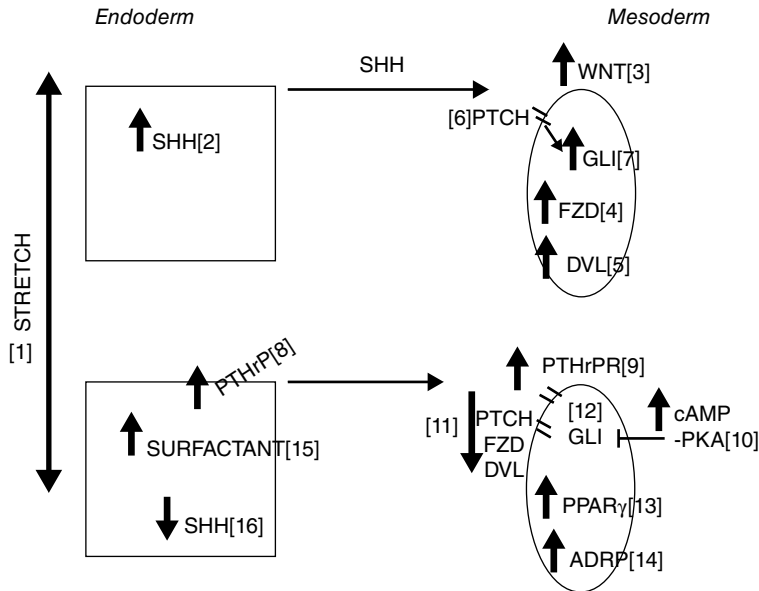 Endoderm
Mesoderm
SHH
WNT[3]
[6]PTCH
SHH[2]
GLI[7]
FZD[4]
DVL[5]
STRETCH
[1]
PTHrP[8]
PTHrPR[9]
[11]
PTCH
FZD
DVL
[12]
GLI
cAMP
-PKA[10]
SURFACTANT[15]
PPARγ[13]
SHH[16]
ADRP[14]